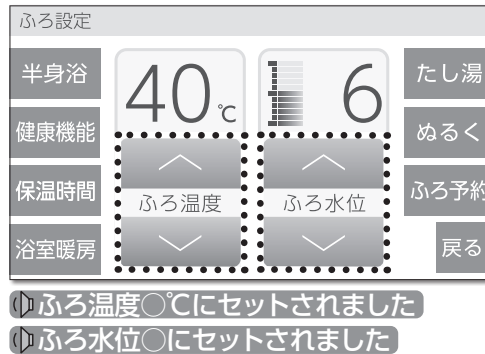 ふろ設定
半身浴
40℃
6
たし湯
健康機能
ぬるく
保温時間
ふろ温度
ふろ水位
ふろ予約
浴室暖房
戻る
ふろ温度○℃にセットされました
ふろ水位○にセットされました